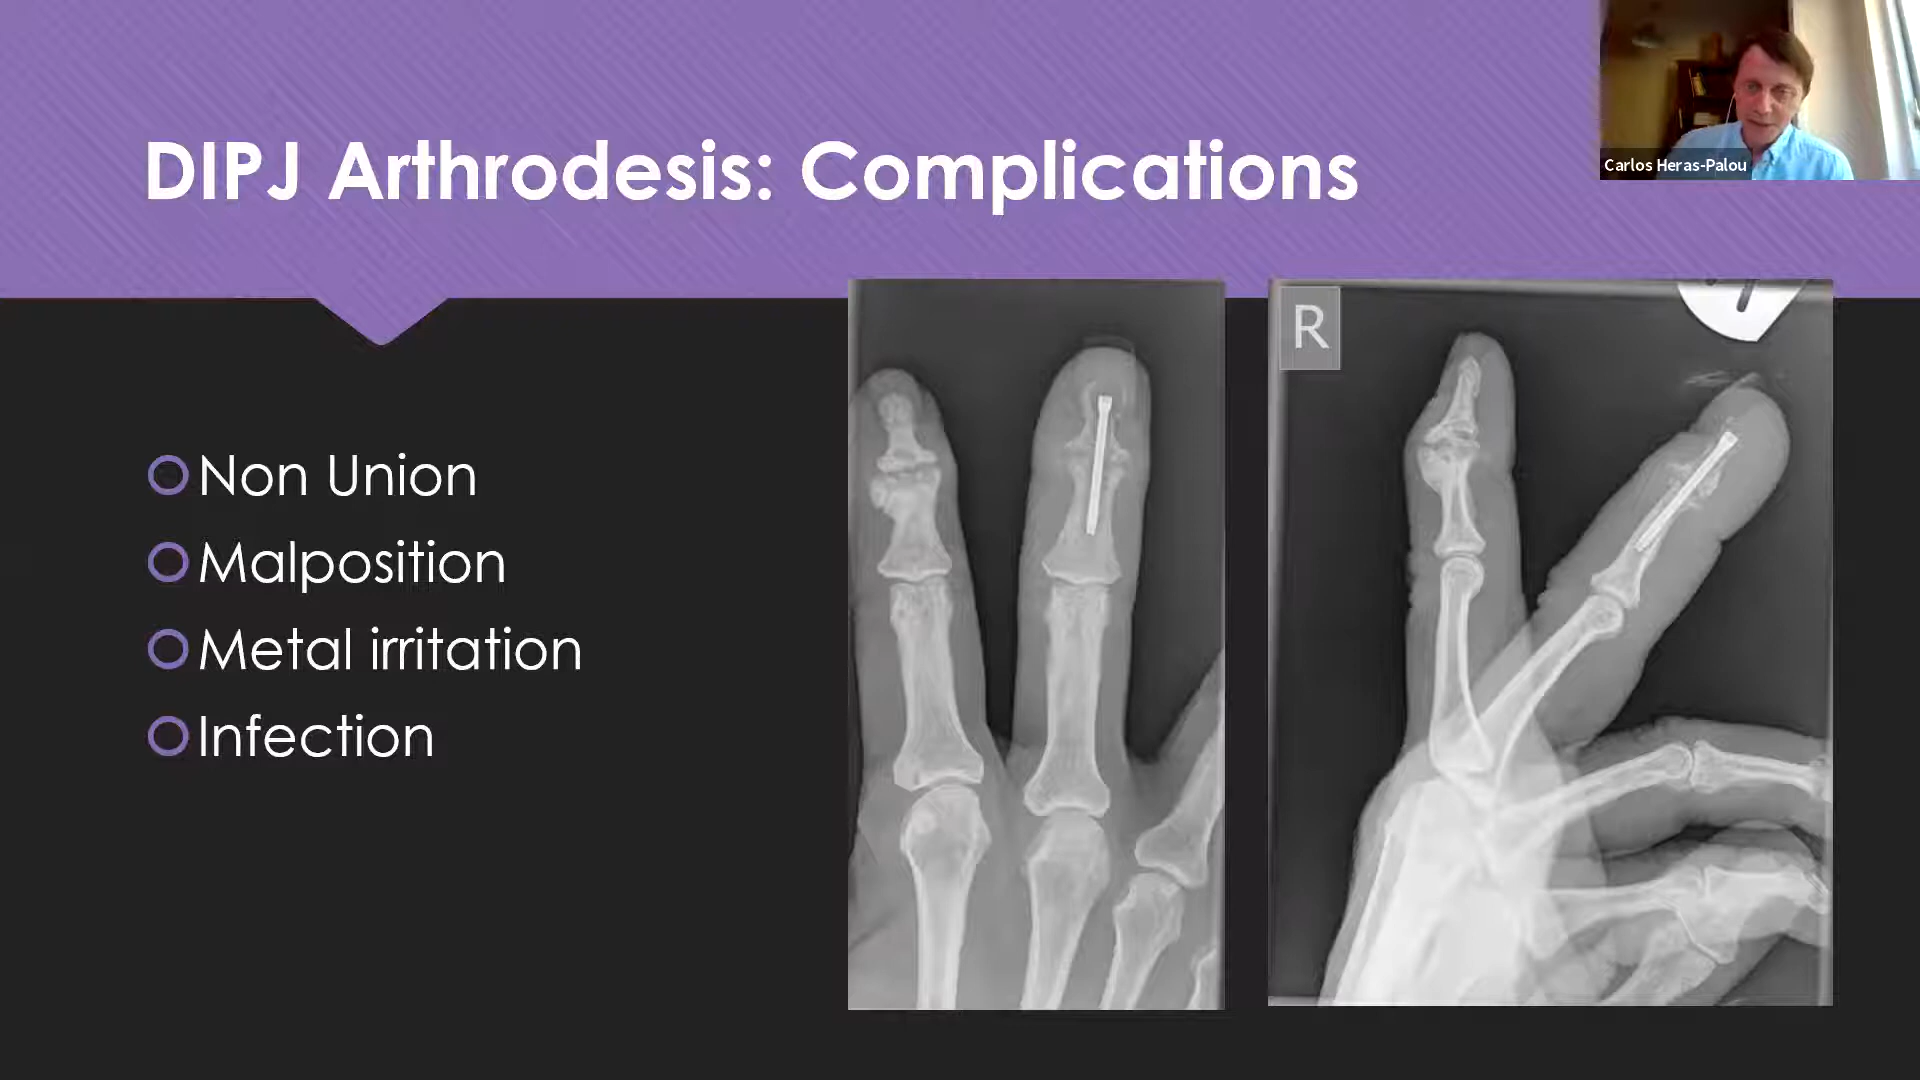 DIPJ Arthrodesis: Complications
Carlos Heras-Palou
Non Union
Malposition
Metal irritation
Infection
R